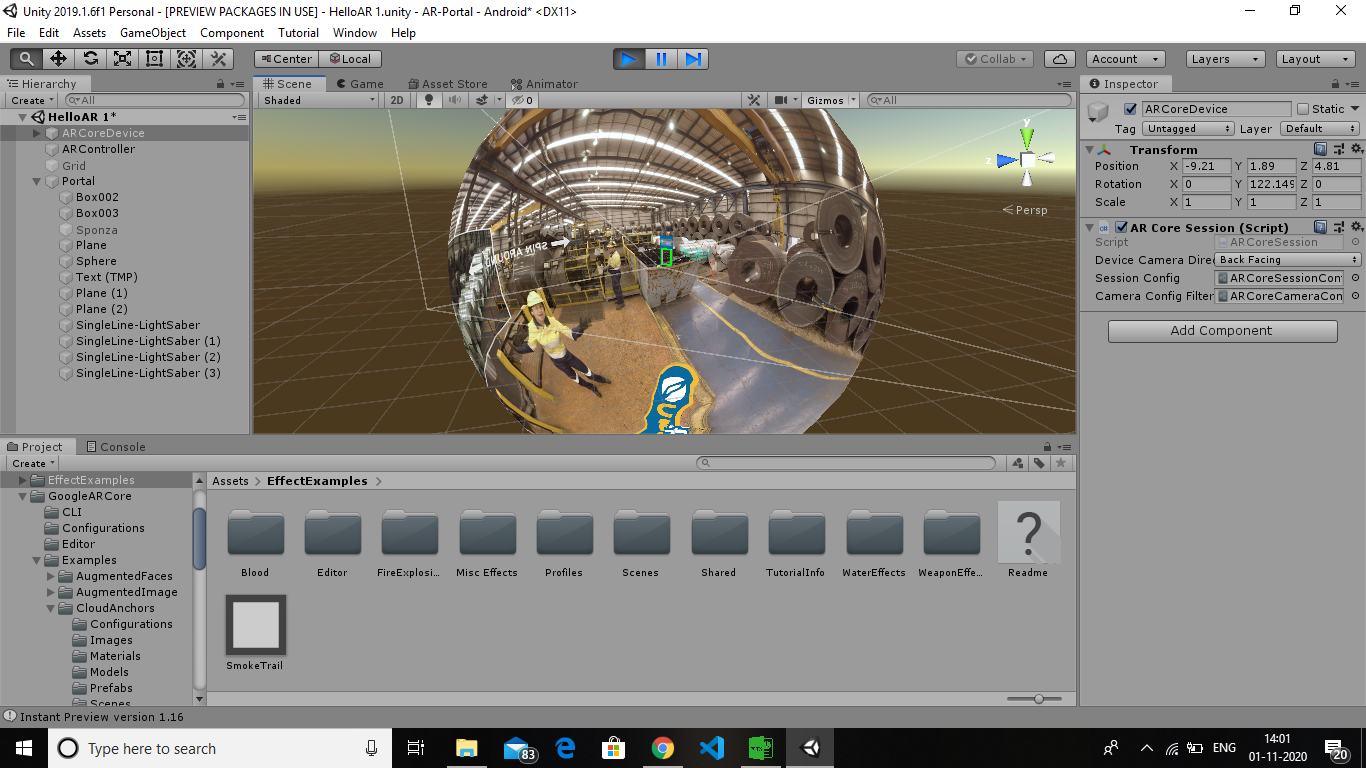 Unity 2019.1.6f1 Personal - [PREVIEW PACKAGES IN USE] - HelloAR 1.unity - AR-Portal - Android* <DX11>
File Edit Assets GameObject Component Tutorial Window Help
Center Local Collab Account Layers Layout
Hierarchy
Create All
HelloAR 1*
ARCoreDevice
ARController
Grid
Portal
Box002
Box003
Sponza
Plane
Sphere
Text (TMP)
Plane (1)
Plane (2)
SingleLine-LightSaber
SingleLine-LightSaber (1)
SingleLine-LightSaber (2)
SingleLine-LightSaber (3)
Scene Game Asset Store Animator
Shaded 2D 0 Gizmos All
y
z
Persp
SPIN AROUND
Inspector
ARCoreDevice Static
Tag Untagged Layer Default
Transform
Position X -9.21 Y 1.89 Z 4.81
Rotation X 0 Y 122.149 Z 0
Scale X 1 Y 1 Z 1
AR Core Session (Script)
Script ARCoreSession
Device Camera Direc Back Facing
Session Config ARCoreSessionCon
Camera Config Filter ARCoreCameraCon
Add Component
Project Console
Create
EffectExamples
GoogleARCore
CLI
Configurations
Editor
Examples
AugmentedFaces
AugmentedImage
CloudAnchors
Configurations
Images
Materials
Models
Prefabs
Scenes
Assets > EffectExamples >
Blood Editor FireExplosi... Misc Effects Profiles Scenes Shared TutorialInfo WaterEffects WeaponEffe... Readme
SmokeTrail
Instant Preview version 1.16
Type here to search
83
ENG
14:01
01-11-2020
20